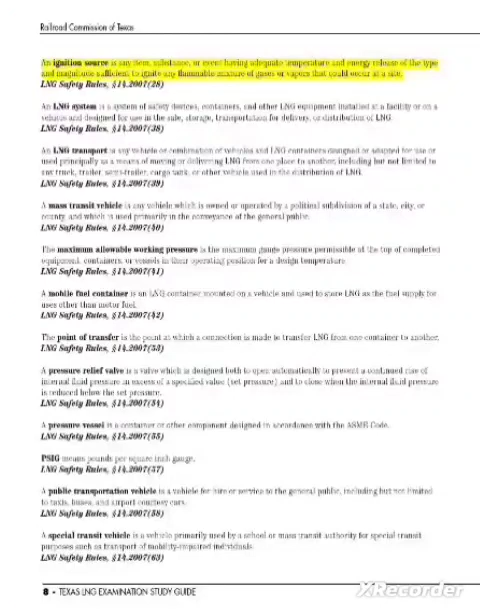 Railroad Commission of Texas
An ignition source is any item, substance, or event having adequate temperature and energy release of the type
and magnitude sufficient to ignite any flammable mixture of gases or vapors that could occur at a site.
LNG Safety Rules, §14.2007(28)
An LNG system is a system of safety devices, containers, and other LNG equipment installed at a facility or on a
vehicle and designed for use in the sale, storage, transportation for delivery, or distribution of LNG.
LNG Safety Rules, §14.2007(38)
An LNG transport is any vehicle or combination of vehicles and LNG containers designed or adapted for use or
used principally as a means of moving or delivering LNG from one place to another, including but not limited to
any truck, trailer, semi-trailer, cargo tank, or other vehicle used in the distribution of LNG.
LNG Safety Rules, §14.2007(39)
A mass transit vehicle is any vehicle which is owned or operated by a political subdivision of a state, city, or
county, and which is used primarily in the conveyance of the general public.
LNG Safety Rules, §14.2007(40)
The maximum allowable working pressure is the maximum gauge pressure permissible at the top of completed
equipment, containers, or vessels in their operating position for a design temperature.
LNG Safety Rules, §14.2007(41)
A mobile fuel container is an LNG container mounted on a vehicle and used to store LNG as the fuel supply for
uses other than motor fuel.
LNG Safety Rules, §14.2007(42)
The point of transfer is the point at which a connection is made to transfer LNG from one container to another.
LNG Safety Rules, §14.2007(53)
A pressure relief valve is a valve which is designed both to open automatically to prevent a continued rise of
internal fluid pressure in excess of a specified value (set pressure) and to close when the internal fluid pressure
is reduced below the set pressure.
LNG Safety Rules, §14.2007(54)
A pressure vessel is a container or other component designed in accordance with the ASME Code.
LNG Safety Rules, §14.2007(55)
PSIG means pounds per square inch gauge.
LNG Safety Rules, §14.2007(57)
A public transportation vehicle is a vehicle for hire or service to the general public, including but not limited
to taxis, buses, and airport courtesy cars.
LNG Safety Rules, §14.2007(58)
A special transit vehicle is a vehicle primarily used by a school or mass transit authority for special transit
purposes such as transport of mobility-impaired individuals.
LNG Safety Rules, §14.2007(63)
8 - TEXAS LNG EXAMINATION STUDY GUIDE
XRecorder